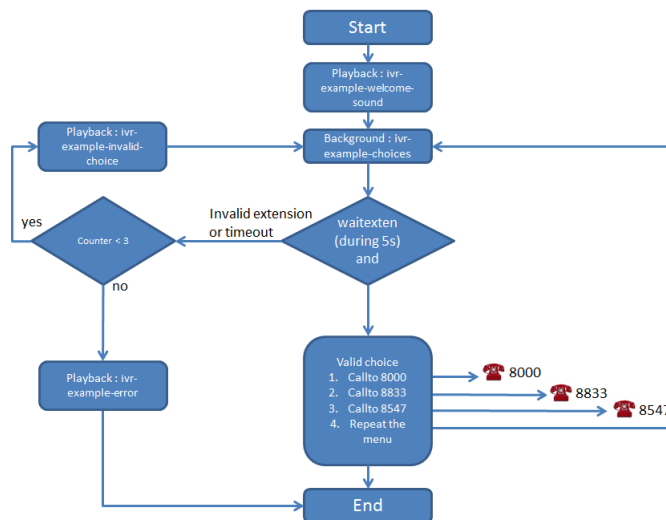 Start
Playback : ivr-
example-welcome-
sound
Playback : ivr-
example-invalid-
choice
Background : ivr-
example-choices
Invalid extension
or timeout
yes
Counter < 3
waitexten
(during 5s)
and
no
Valid choice
1. Callto 8000
2. Callto 8833
3. Callto 8547
4. Repeat the
menu
8000
8833
8547
Playback : ivr-
example-error
End